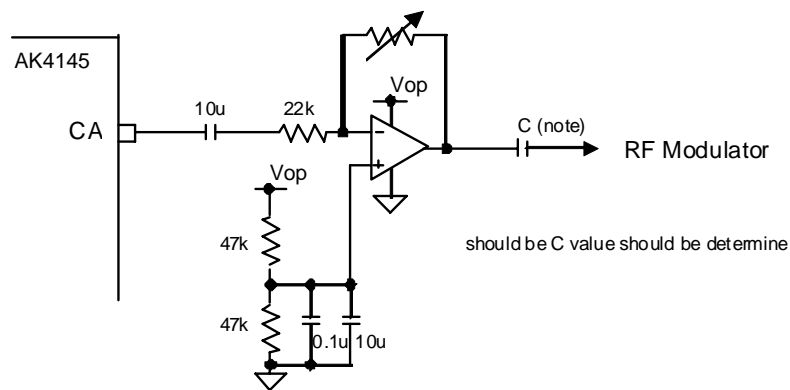 AK4145
Vop
10u
22k
CA
C (note)
RF Modulator
−
+
Vop
47k
should be C value should be determine
47k
0.1u
10u